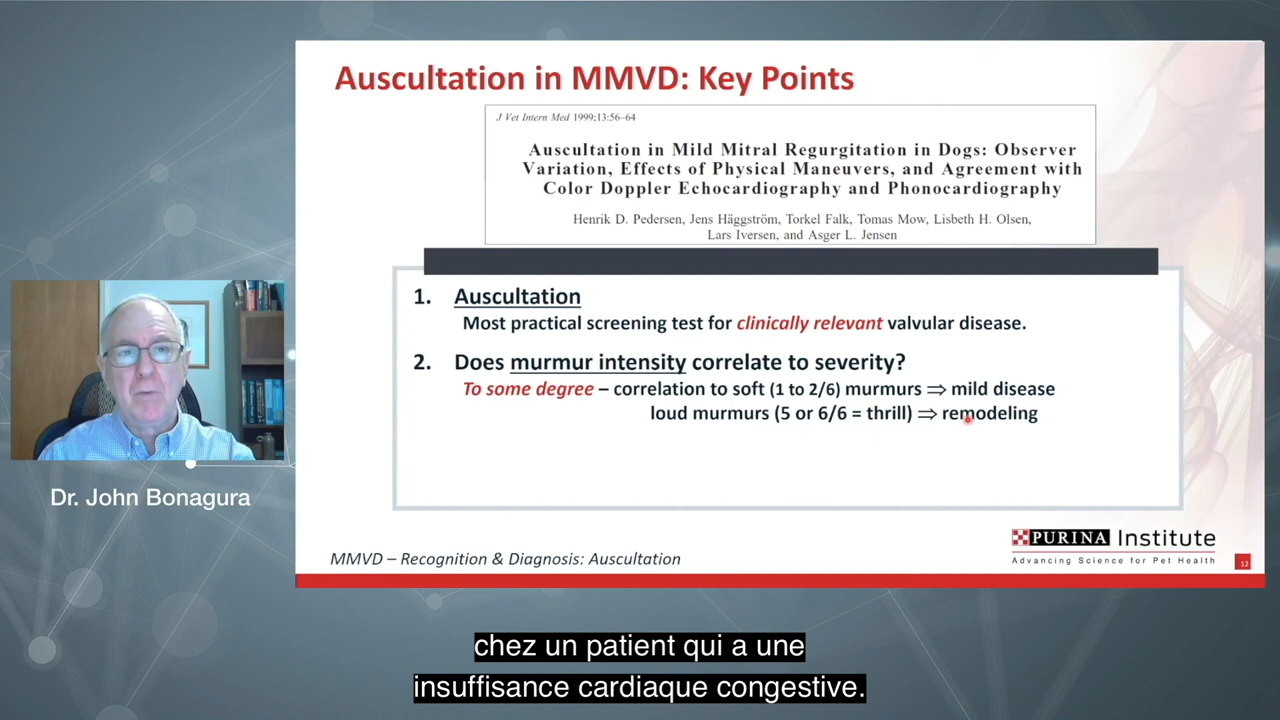 Auscultation in MMVD: Key Points
J Vet Intern Med 1999;13:56–64
Auscultation in Mild Mitral Regurgitation in Dogs: Observer
Variation, Effects of Physical Maneuvers, and Agreement with
Color Doppler Echocardiography and Phonocardiography
Henrik D. Pedersen, Jens Häggström, Torkel Falk, Tomas Mow, Lisbeth H. Olsen,
Lars Iversen, and Asger L. Jensen
1. Auscultation
Most practical screening test for clinically relevant valvular disease.
2. Does murmur intensity correlate to severity?
To some degree – correlation to soft (1 to 2/6) murmurs ⇒ mild disease
loud murmurs (5 or 6/6 = thrill) ⇒ remodeling
Dr. John Bonagura
PURINA Institute
Advancing Science for Pet Health
MMVD – Recognition & Diagnosis: Auscultation
12
chez un patient qui a une
insuffisance cardiaque congestive.